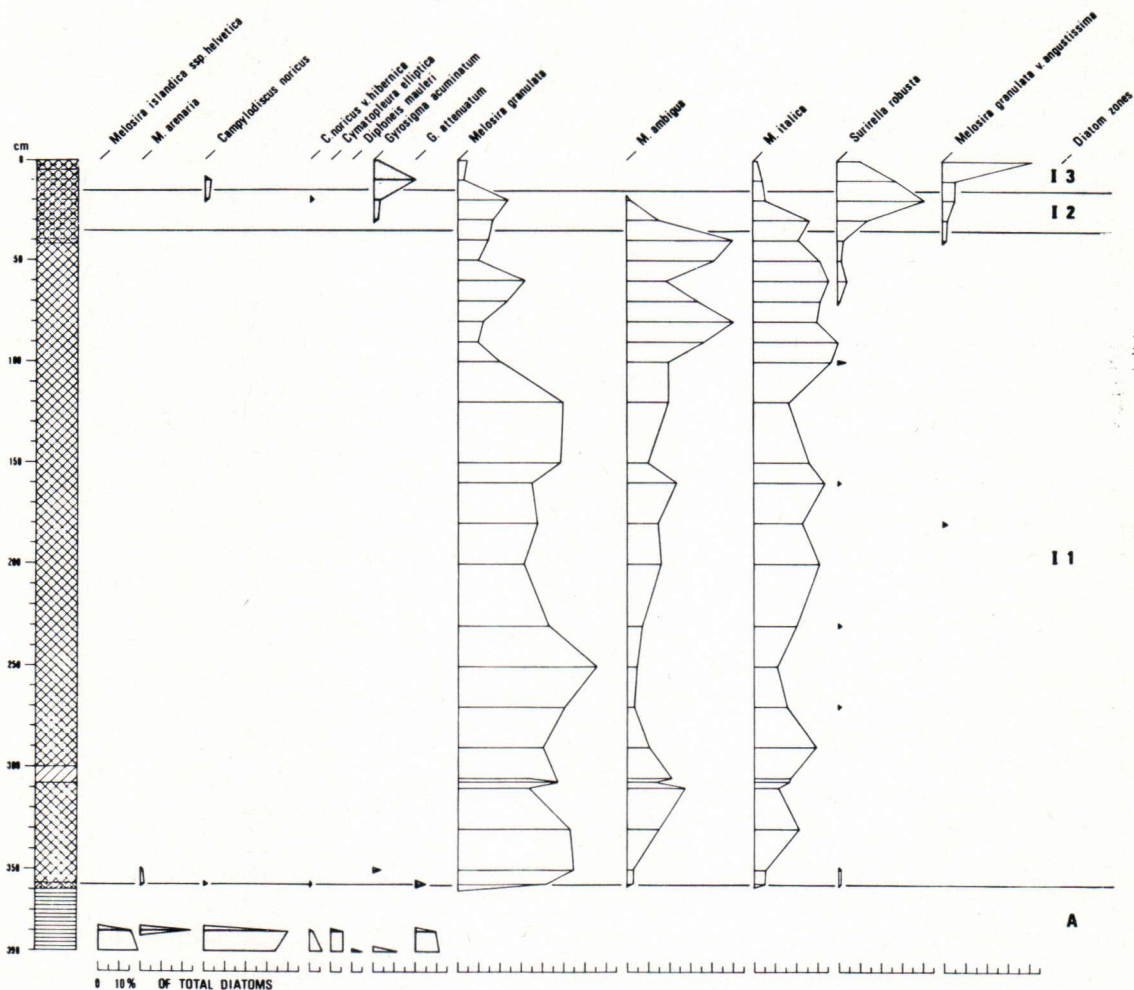 Melosira islandica ssp. helvetica
M. arenaria
Campylodiscus noricus
C. noricus v. hibernica
Cymatopleura elliptica
Diploneis mauleri
Gyrosigma acuminatum
G. attenuatum
Melosira granulata
M. ambigua
M. italica
Surirella robusta
Melosira granulata v. angustissima
Diatom zones
cm
0
50
100
150
200
250
300
350
390
I 3
I 2
I 1
A
0 10% OF TOTAL DIATOMS